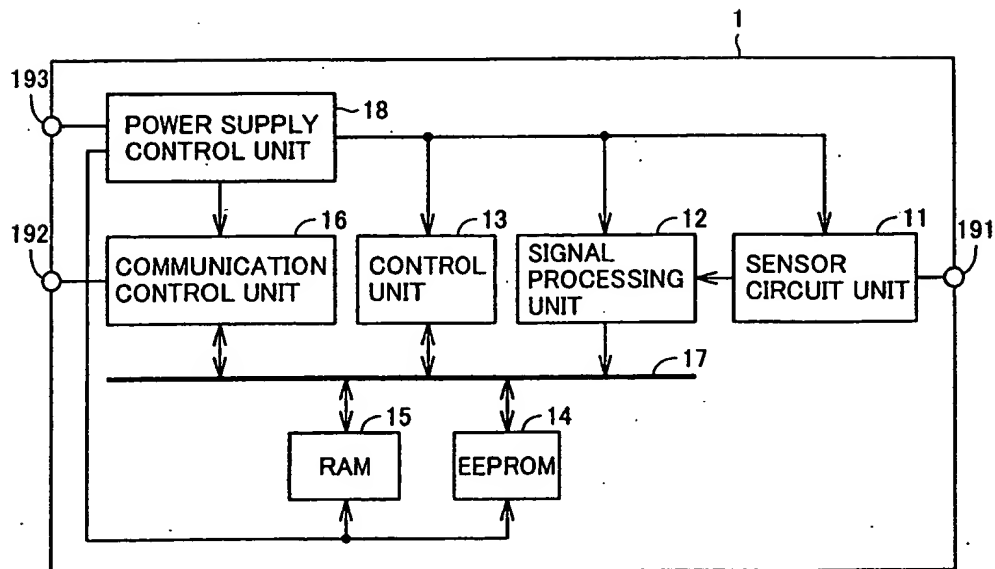 1
193
18
POWER SUPPLY
CONTROL UNIT
192
16
COMMUNICATION
CONTROL UNIT
13
CONTROL
UNIT
12
SIGNAL
PROCESSING
UNIT
11
SENSOR
CIRCUIT UNIT
191
17
15
RAM
14
EEPROM